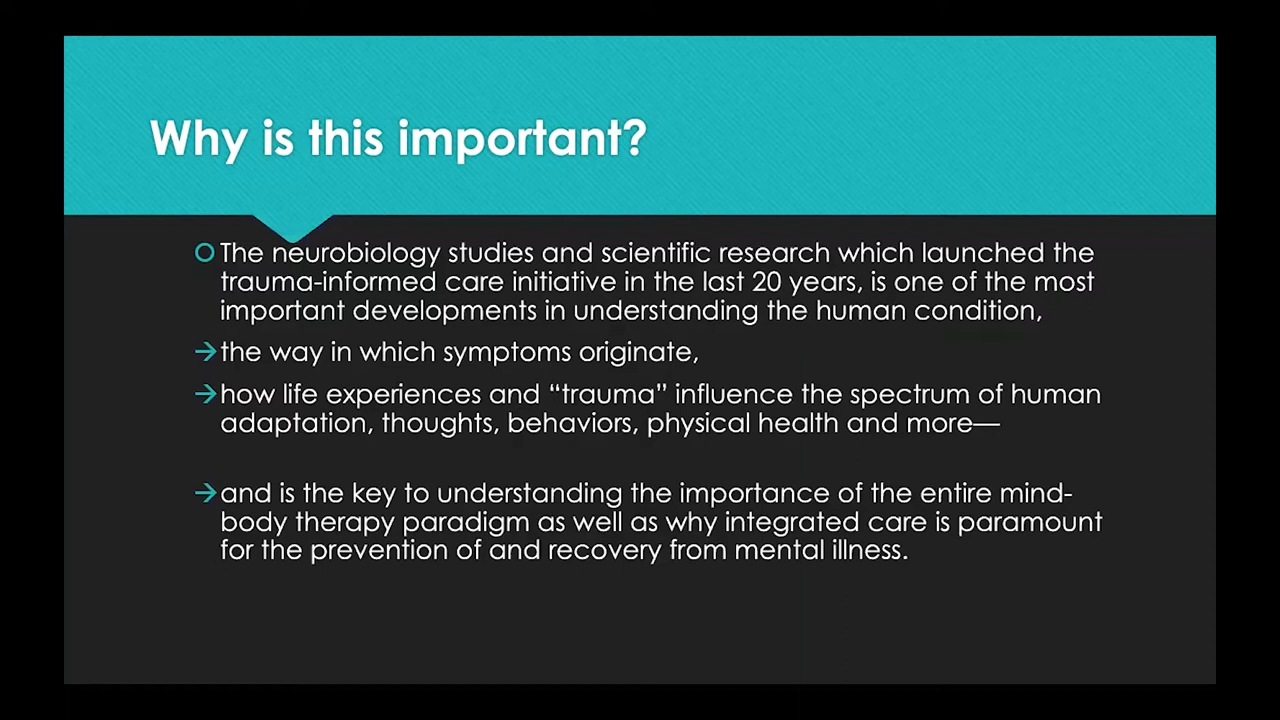 Why is this important?
The neurobiology studies and scientific research which launched the
trauma-informed care initiative in the last 20 years, is one of the most
important developments in understanding the human condition,
the way in which symptoms originate,
how life experiences and “trauma” influence the spectrum of human
adaptation, thoughts, behaviors, physical health and more—
and is the key to understanding the importance of the entire mind-
body therapy paradigm as well as why integrated care is paramount
for the prevention of and recovery from mental illness.